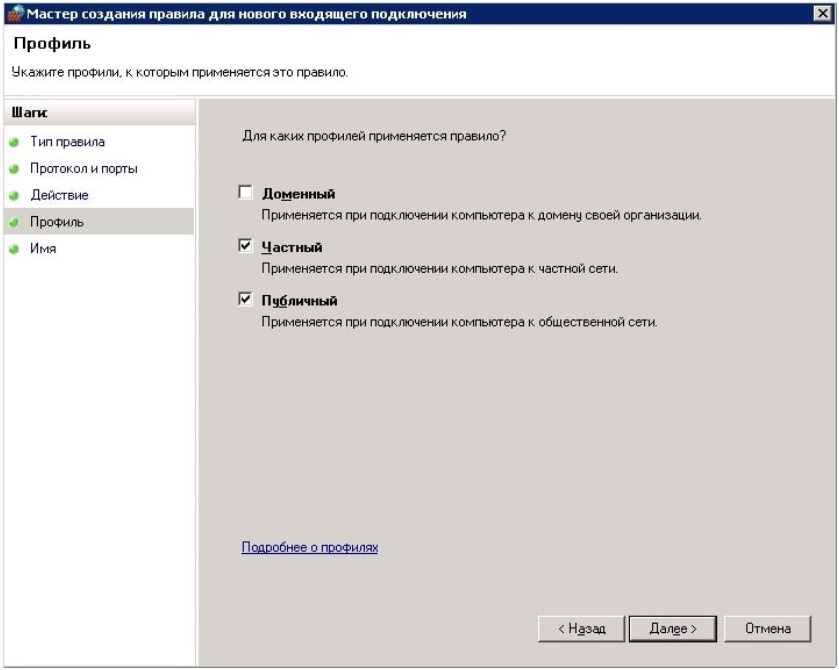 Мастер создания правила для нового входящего подключения
Профиль
Укажите профили, к которым применяется это правило.
Шаги:
Тип правила
Протокол и порты
Действие
Профиль
Имя
Для каких профилей применяется правило?
Доменный
Применяется при подключении компьютера к домену своей организации.
Частный
Применяется при подключении компьютера к частной сети.
Публичный
Применяется при подключении компьютера к общественной сети.
Подробнее о профилях
< Назад
Далее >
Отмена